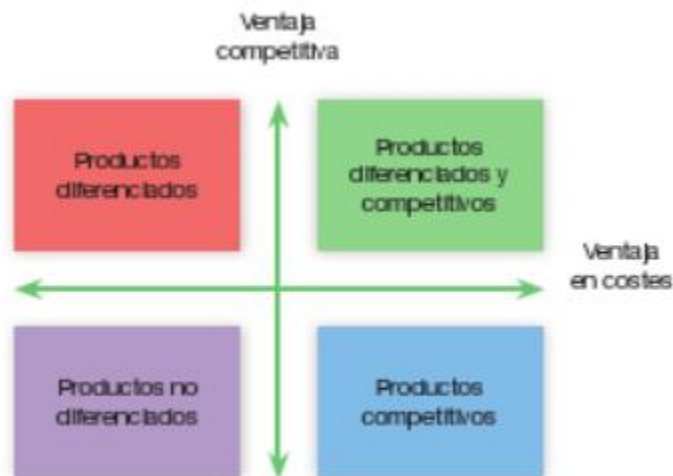 Ventaja
competitiva
Productos
diferenciados
Productos
diferenciados y
competitivos
Ventaja
en costes
Productos no
diferenciados
Productos
competitivos